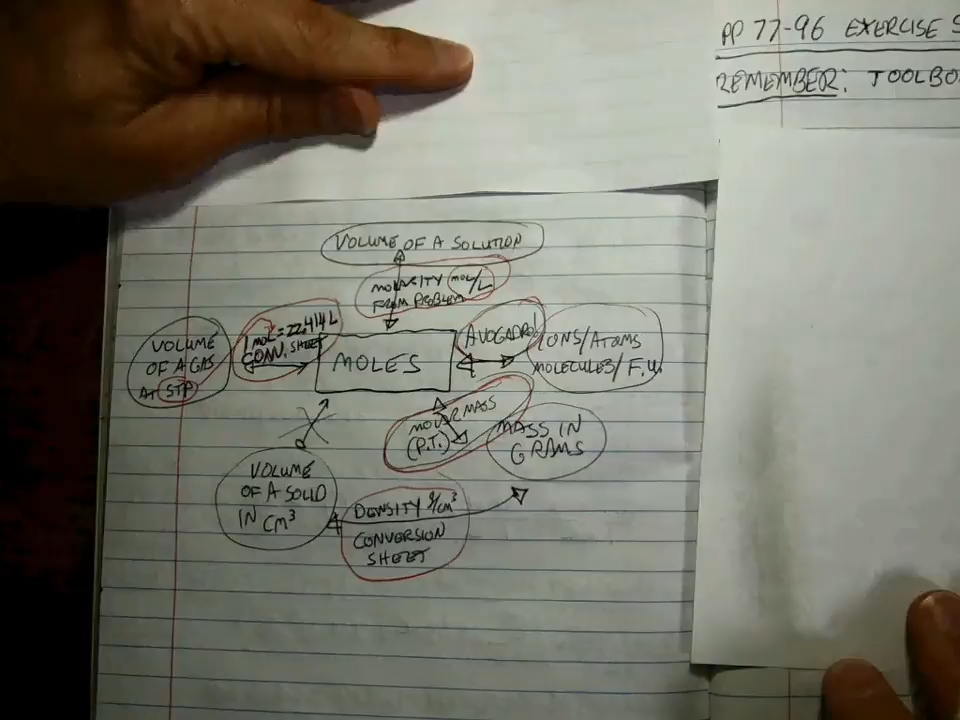 PP 77-96 EXERCISE S
REMEMBER: TOOLBO
VOLUME OF A SOLUTION
MOLARITY mol/L
FROM PROBLEM
1 mol = 22.414 L
CONV. SHEET
VOLUME
OF A GAS
AT STP
MOLES
AVOGADRO!
IONS/ATOMS
MOLECULES/F.U.
MOLAR MASS
(P.T.)
MASS IN
GRAMS
VOLUME
OF A SOLID
IN cm³
DENSITY g/cm³
CONVERSION
SHEET